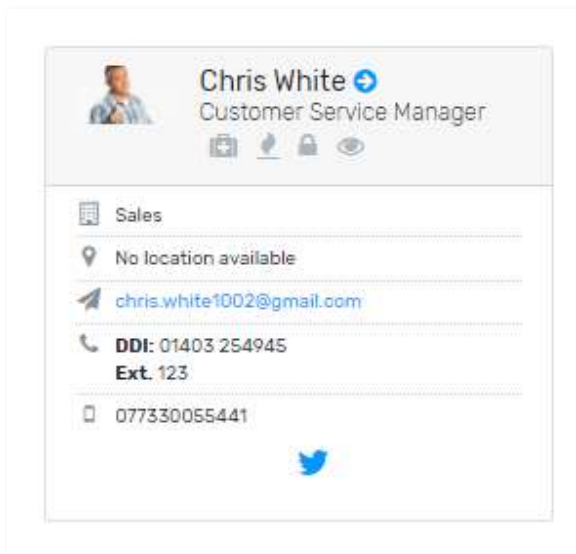 Chris White
Customer Service Manager
Sales
No location available
chris.white1002@gmail.com
DDI: 01403 254945
Ext. 123
077330055441